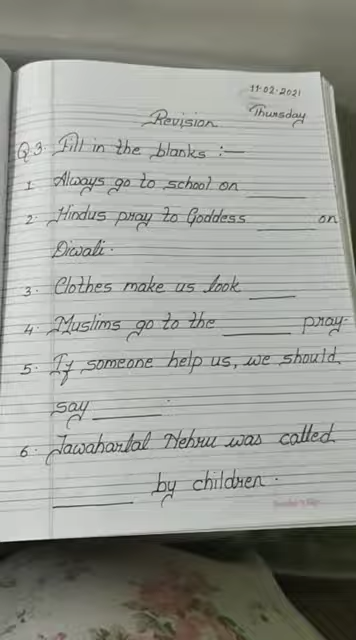 11.02.2021
Thursday
Revision
Q.3. Fill in the blanks :—
1. Always go to school on ______
2. Hindus pray to Goddess ______ on
Diwali.
3. Clothes make us look ____
4. Muslims go to the ______ pray.
5. If someone help us, we should
say ______.
6. Jawaharlal Nehru was called
______ by children.